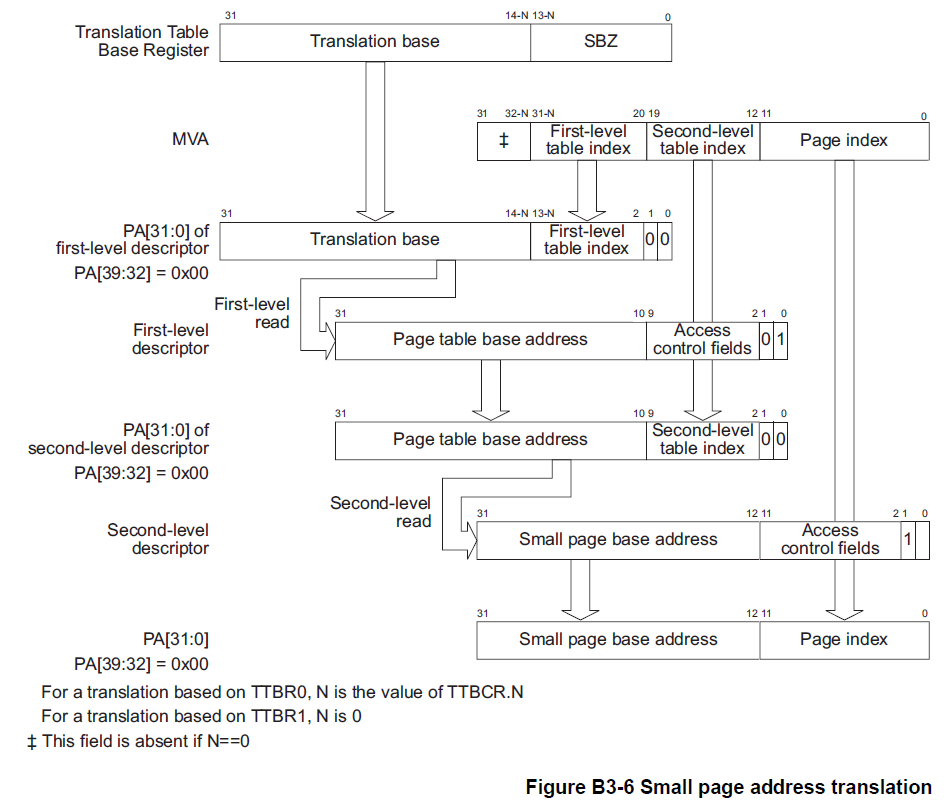 31 14-N 13-N 0
Translation Table
Base Register
Translation base SBZ
31 32-N 31-N 20 19 12 11 0
MVA
‡ First-level
table index Second-level
table index Page index
31 14-N 13-N 2 1 0
PA[31:0] of
first-level descriptor
PA[39:32] = 0x00
Translation base First-level
table index 0 0
First-level
read
31 10 9 2 1 0
First-level
descriptor
Page table base address Access
control fields 0 1
31 10 9 2 1 0
PA[31:0] of
second-level descriptor
PA[39:32] = 0x00
Page table base address Second-level
table index 0 0
Second-level
read
31 12 11 2 1 0
Second-level
descriptor
Small page base address Access
control fields 1
31 12 11 0
PA[31:0]
PA[39:32] = 0x00
Small page base address Page index
For a translation based on TTBR0, N is the value of TTBCR.N
For a translation based on TTBR1, N is 0
‡ This field is absent if N==0
Figure B3-6 Small page address translation